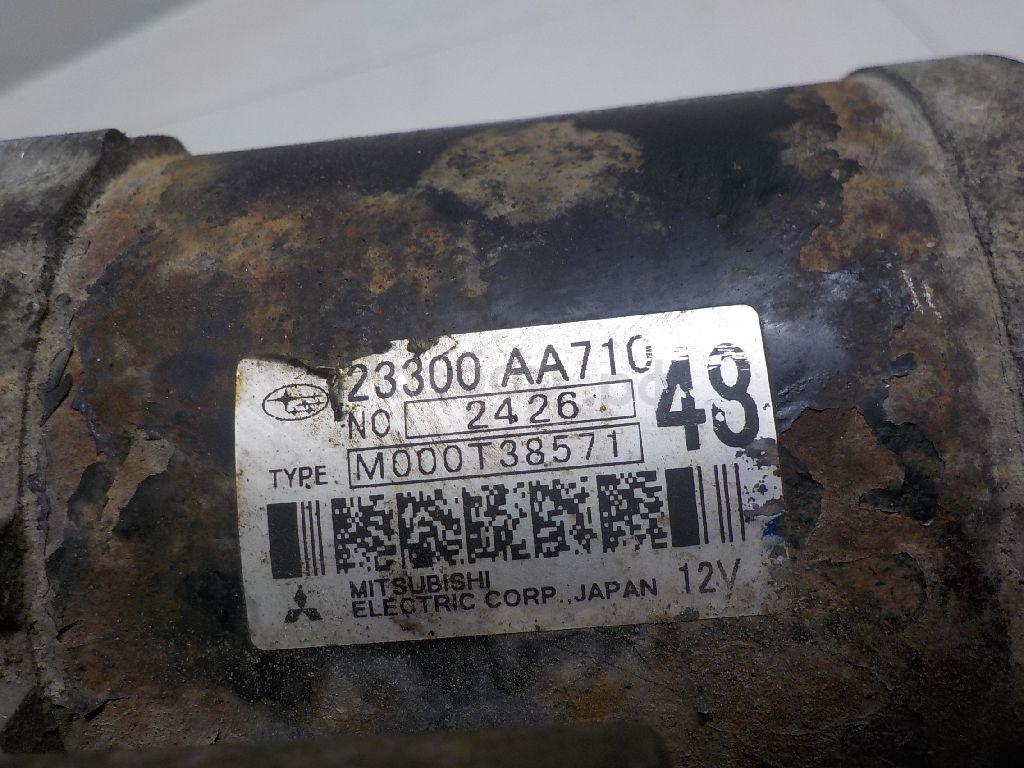 23300 AA710
48
NO 2426
TYPE M000T38571
MITSUBISHI
ELECTRIC CORP., JAPAN 12V